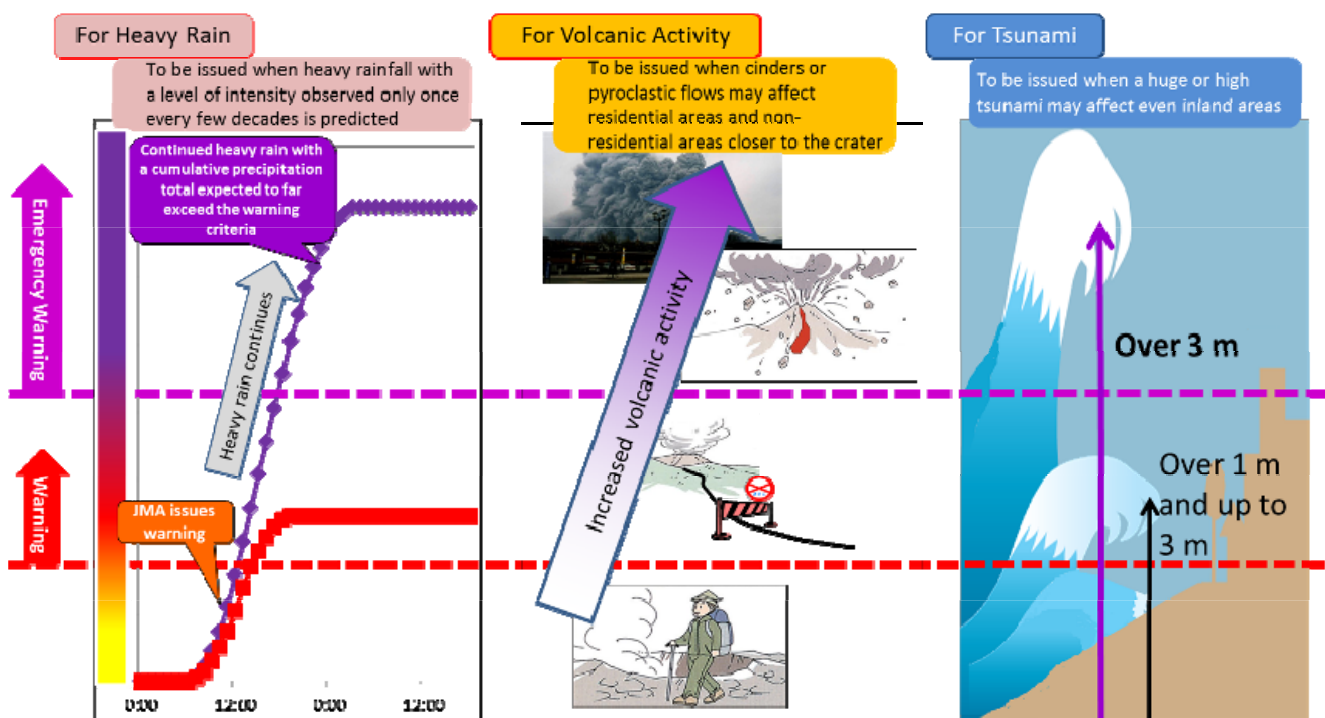 For Heavy Rain
To be issued when heavy rainfall with
a level of intensity observed only once
every few decades is predicted
Continued heavy rain with
a cumulative precipitation
total expected to far
exceed the warning
criteria
Heavy rain continues
JMA issues
warning
Emergency Warning
Warning
0:00
12:00
0:00
12:00
For Volcanic Activity
To be issued when cinders or
pyroclastic flows may affect
residential areas and non-
residential areas closer to the crater
Increased volcanic activity
For Tsunami
To be issued when a huge or high
tsunami may affect even inland areas
Over 3 m
Over 1 m
and up to
3 m